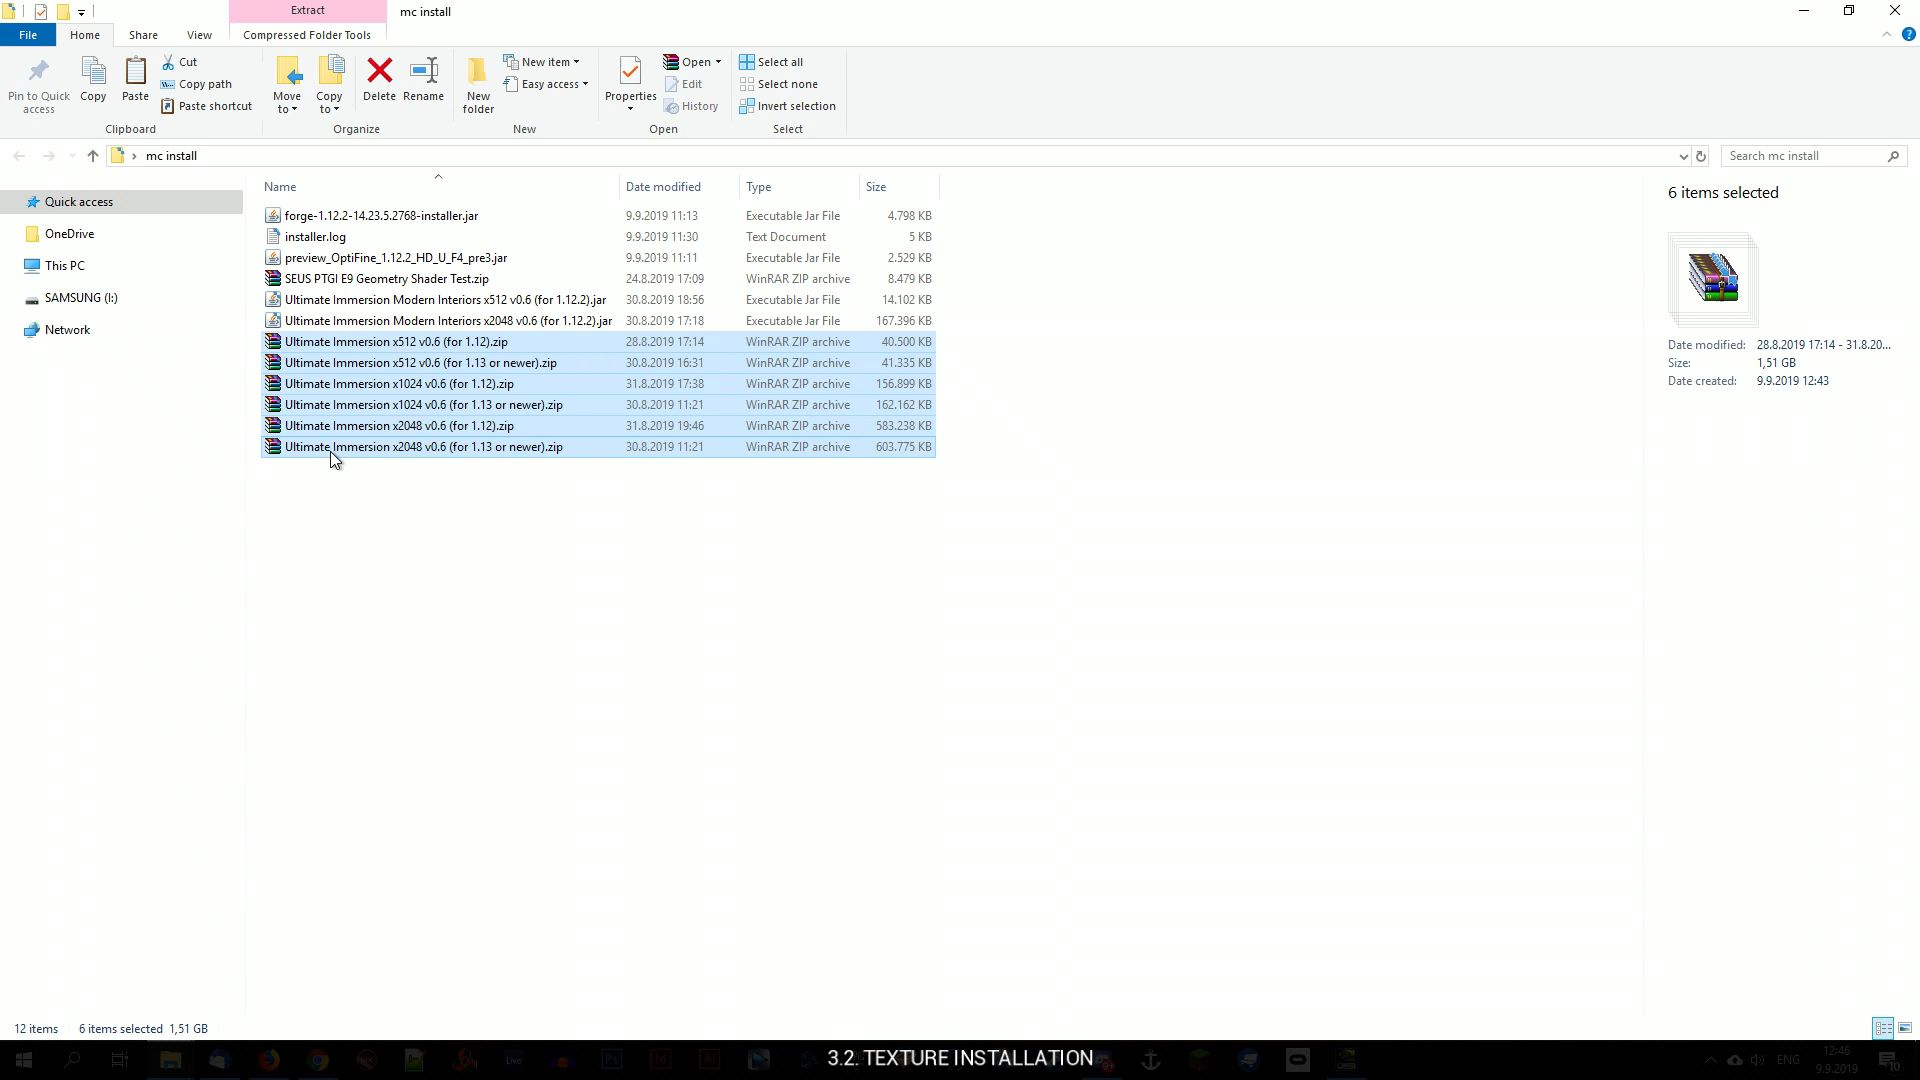 Extract
mc install
File
Home
Share
View
Compressed Folder Tools
Pin to Quick access
Copy
Paste
Cut
Copy path
Paste shortcut
Move to
Copy to
Delete
Rename
New folder
New item
Easy access
Properties
Open
Edit
History
Select all
Select none
Invert selection
Clipboard
Organize
New
Open
Select
mc install
Search mc install
Quick access
OneDrive
This PC
SAMSUNG (I:)
Network
Name Date modified Type Size
forge-1.12.2-14.23.5.2768-installer.jar 9.9.2019 11:13 Executable Jar File 4.798 KB
installer.log 9.9.2019 11:30 Text Document 5 KB
preview_OptiFine_1.12.2_HD_U_F4_pre3.jar 9.9.2019 11:11 Executable Jar File 2.529 KB
SEUS PTGI E9 Geometry Shader Test.zip 24.8.2019 17:09 WinRAR ZIP archive 8.479 KB
Ultimate Immersion Modern Interiors x512 v0.6 (for 1.12.2).jar 30.8.2019 18:56 Executable Jar File 14.102 KB
Ultimate Immersion Modern Interiors x2048 v0.6 (for 1.12.2).jar 30.8.2019 17:18 Executable Jar File 167.396 KB
Ultimate Immersion x512 v0.6 (for 1.12).zip 28.8.2019 17:14 WinRAR ZIP archive 40.500 KB
Ultimate Immersion x512 v0.6 (for 1.13 or newer).zip 30.8.2019 16:31 WinRAR ZIP archive 41.335 KB
Ultimate Immersion x1024 v0.6 (for 1.12).zip 31.8.2019 17:38 WinRAR ZIP archive 156.899 KB
Ultimate Immersion x1024 v0.6 (for 1.13 or newer).zip 30.8.2019 11:21 WinRAR ZIP archive 162.162 KB
Ultimate Immersion x2048 v0.6 (for 1.12).zip 31.8.2019 19:46 WinRAR ZIP archive 583.238 KB
Ultimate Immersion x2048 v0.6 (for 1.13 or newer).zip 30.8.2019 11:21 WinRAR ZIP archive 603.775 KB
6 items selected
Date modified: 28.8.2019 17:14 - 31.8.20...
Size: 1,51 GB
Date created: 9.9.2019 12:43
12 items 6 items selected 1,51 GB
3.2. TEXTURE INSTALLATION
Live
Ps
Id
Ai
ENG
12:46
9.9.2019